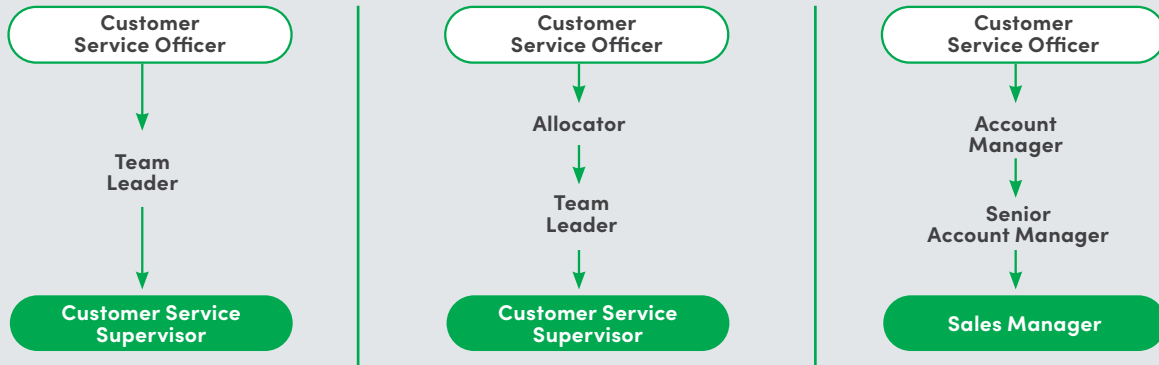 Customer
Service Officer
Team
Leader
Customer Service
Supervisor
Customer
Service Officer
Allocator
Team
Leader
Customer Service
Supervisor
Customer
Service Officer
Account
Manager
Senior
Account Manager
Sales Manager